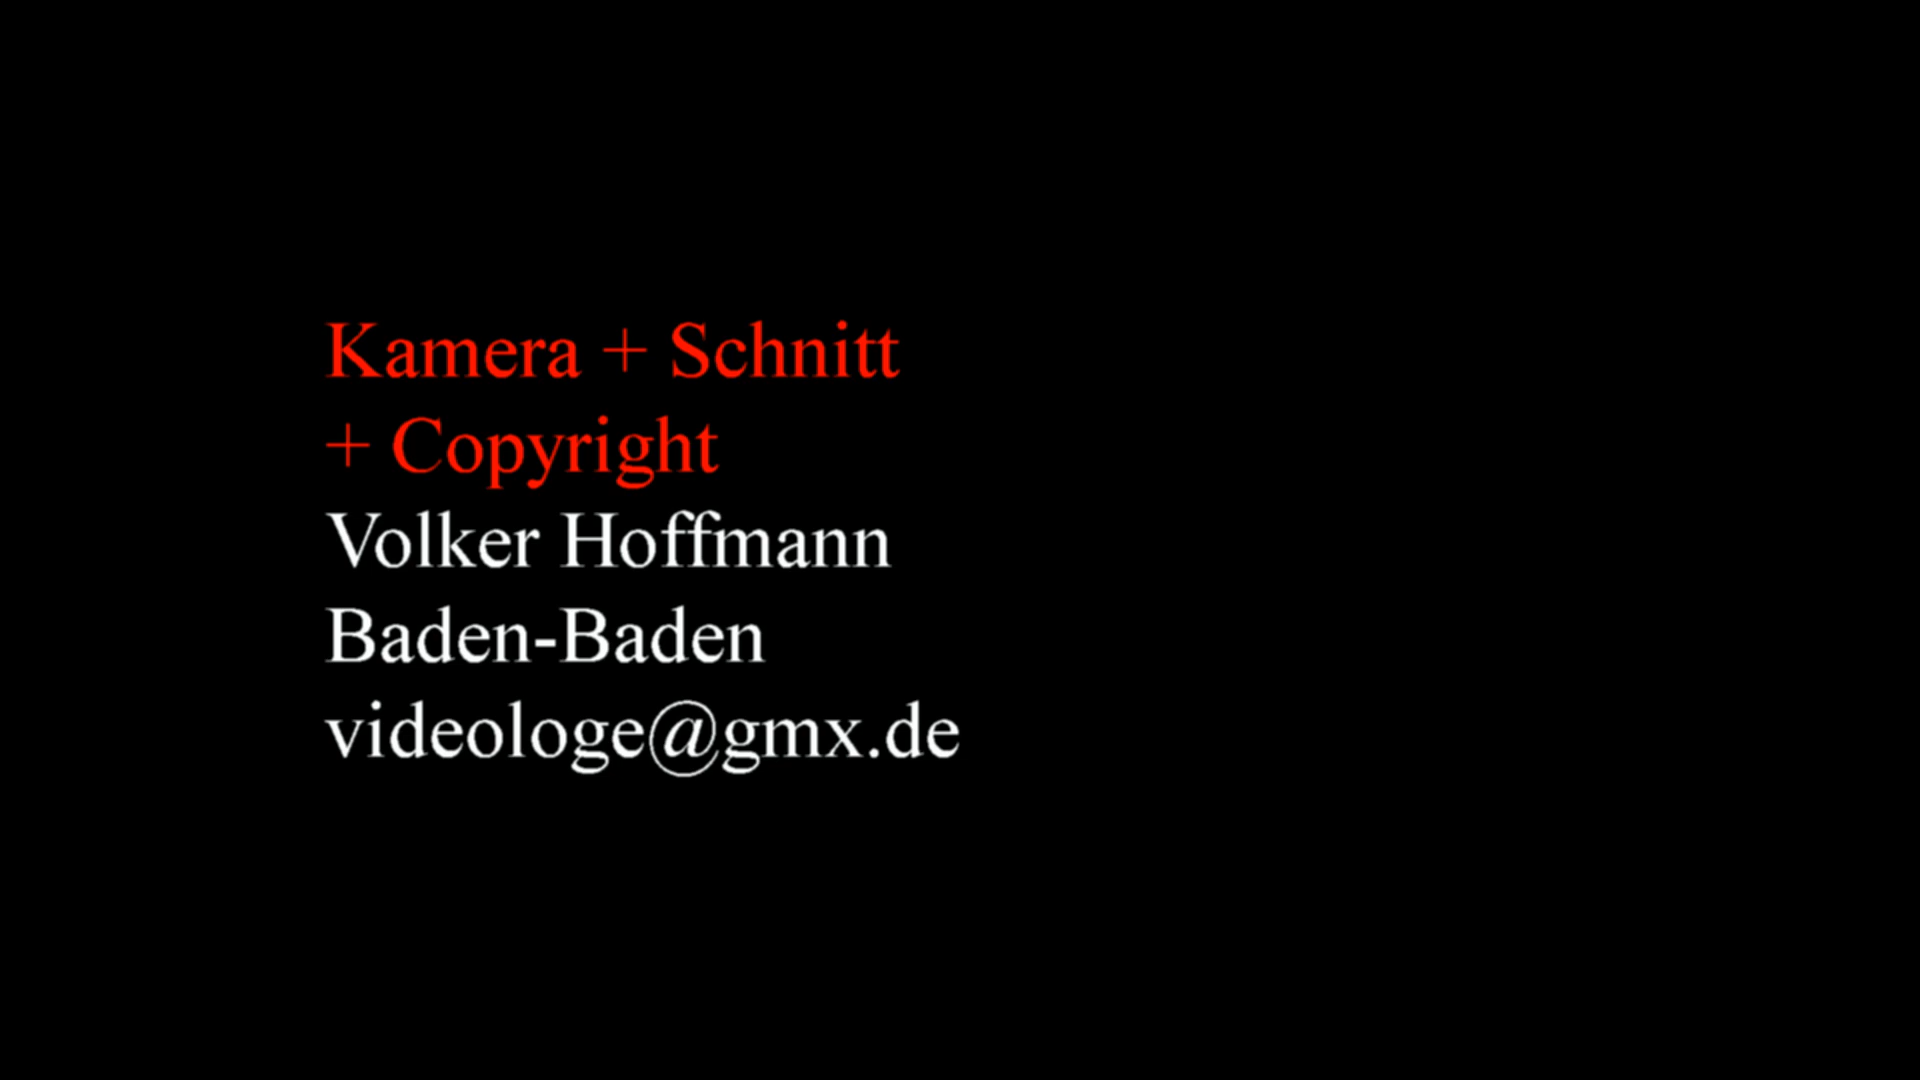 Kamera + Schnitt
+ Copyright
Volker Hoffmann
Baden-Baden
videologe@gmx.de